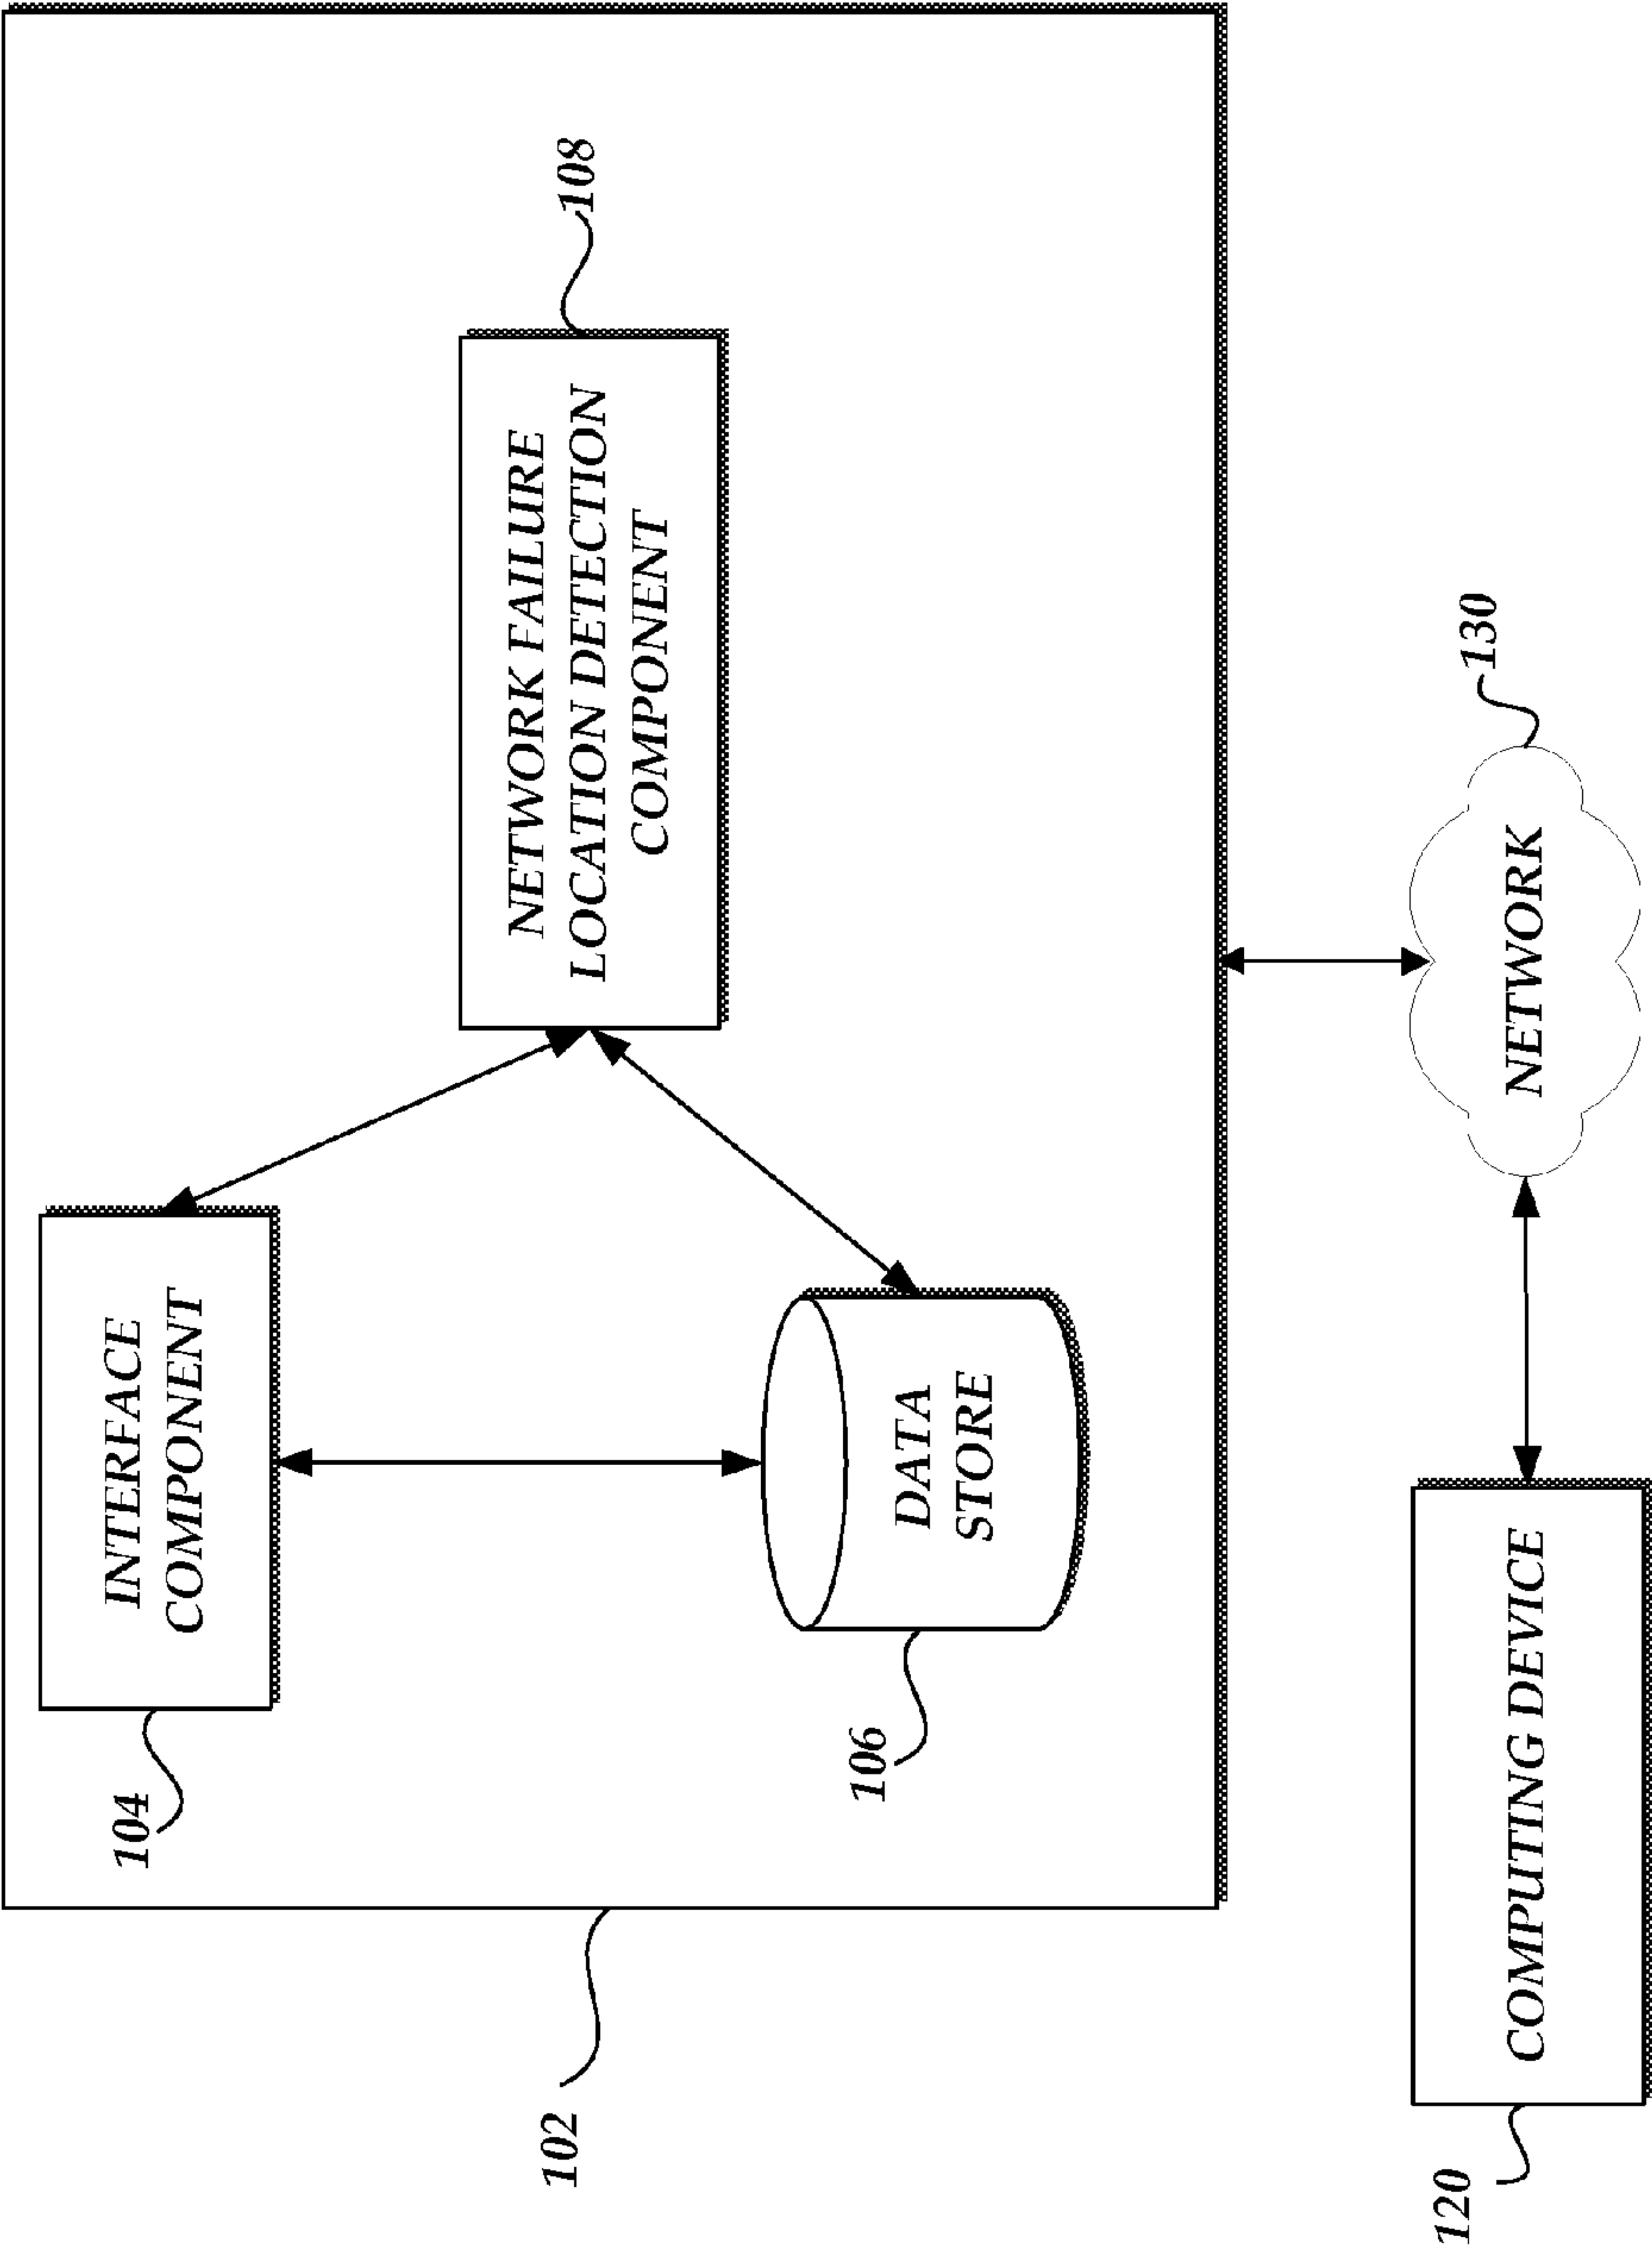 102
104
INTERFACE
COMPONENT
106
DATA
STORE
NETWORK FAILURE
LOCATION DETECTION
COMPONENT
108
120
COMPUTING DEVICE
NETWORK
130